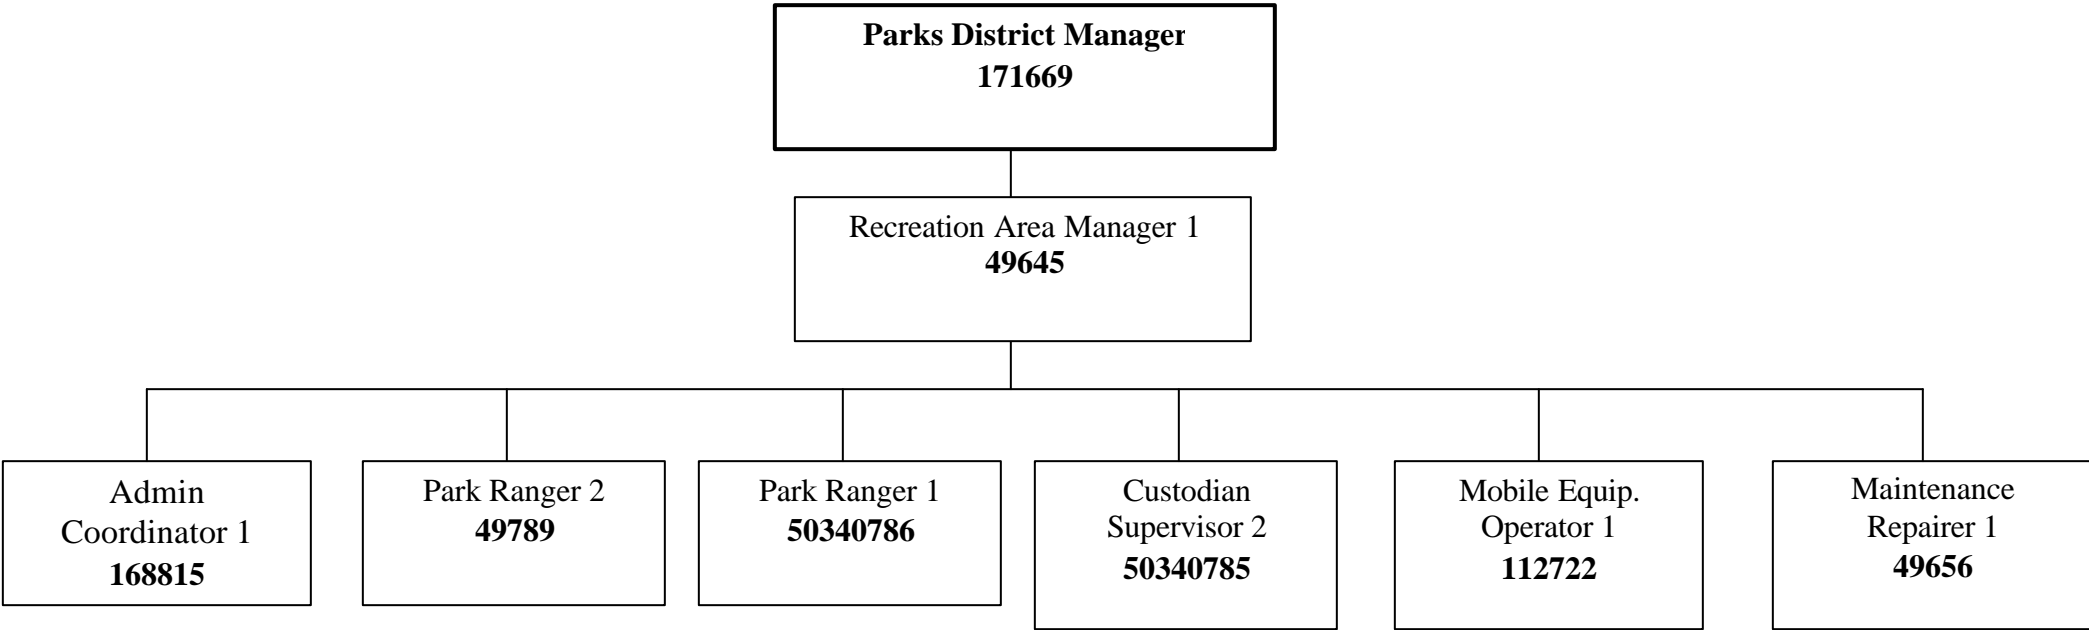 Parks District Manager
171669
Recreation Area Manager 1
49645
Admin
Coordinator 1
168815
Park Ranger 2
49789
Park Ranger 1
50340786
Custodian
Supervisor 2
50340785
Mobile Equip.
Operator 1
112722
Maintenance
Repairer 1
49656